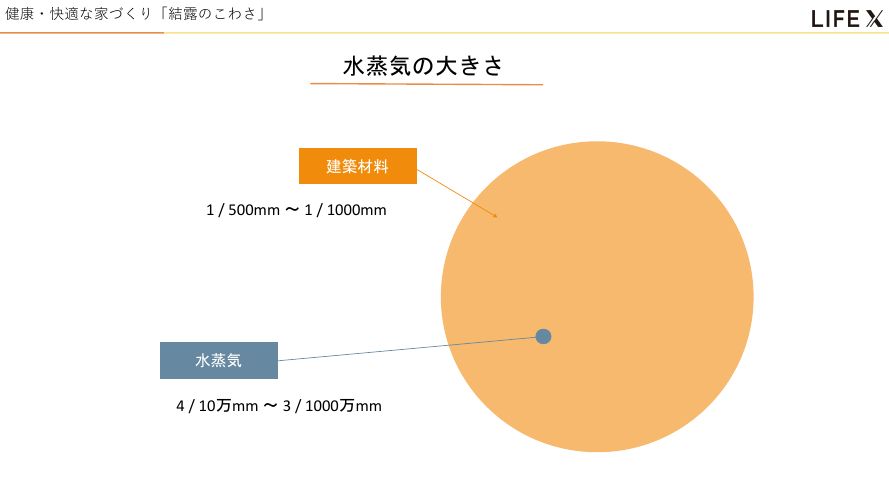 健康・快適な家づくり「結露のこわさ」
LIFE X
水蒸気の大きさ
建築材料
1 / 500mm ～ 1 / 1000mm
水蒸気
4 / 10万mm ～ 3 / 1000万mm